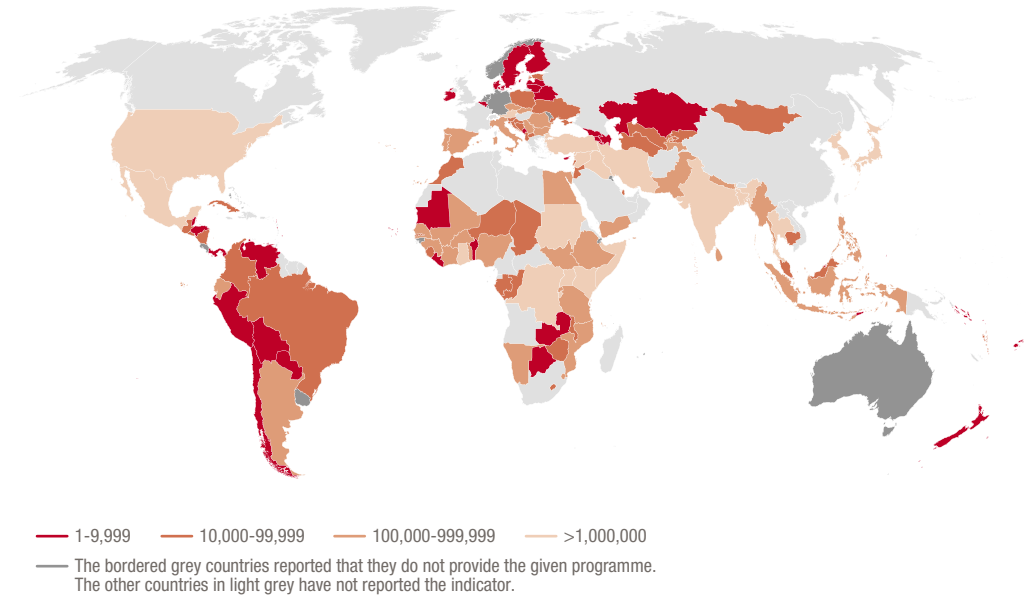 1-9,999
10,000-99,999
100,000-999,999
>1,000,000
The bordered grey countries reported that they do not provide the given programme.
The other countries in light grey have not reported the indicator.